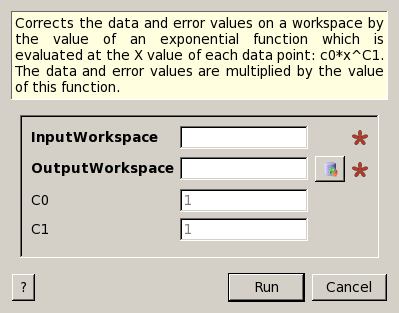 Corrects the data and error values on a workspace by
the value of an exponential function which is
evaluated at the X value of each data point: c0*x^C1.
The data and error values are multiplied by the value
of this function.
InputWorkspace
OutputWorkspace
C0 1
C1 1
? Run Cancel